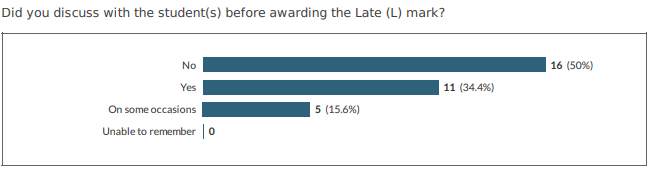 Did you discuss with the student(s) before awarding the Late (L) mark?
No 16 (50%)
Yes 11 (34.4%)
On some occasions 5 (15.6%)
Unable to remember 0